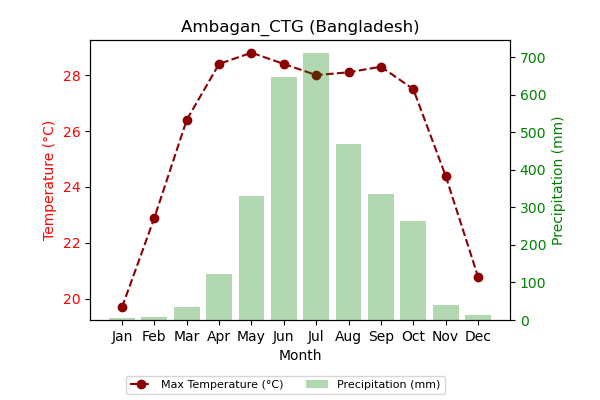 Ambagan_CTG (Bangladesh)
Temperature (°C)
28
26
24
22
20
700
600
500
400
300
200
100
0
Precipitation (mm)
Jan Feb Mar Apr May Jun Jul Aug Sep Oct Nov Dec
Month
Max Temperature (°C) Precipitation (mm)